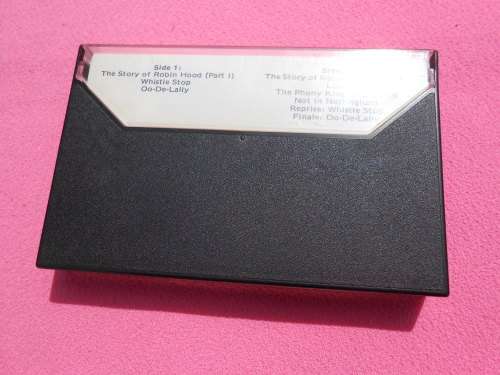 Side 1:
The Story of Robin Hood (Part 1)
Whistle Stop
Oo-De-Lally
The Story of
The Phony King
Not in Nottingham
Reprise: Whistle Stop
Finale: Oo-De-Lally